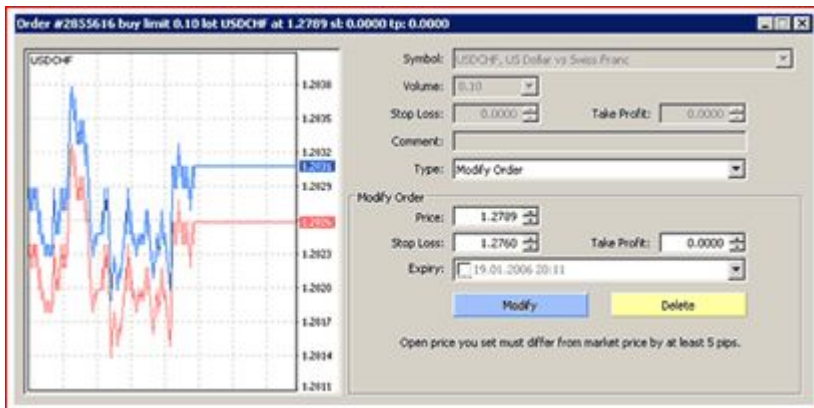 Order #2855616 buy limit 0.10 lot USDCHF at 1.2789 sl: 0.0000 tp: 0.0000
USDCHF
1.2838
1.2835
1.2832
1.2831
1.2829
1.2826
1.2823
1.2820
1.2817
1.2814
1.2811
Symbol: USDCHF, US Dollar vs Swiss Franc
Volume: 0.10
Stop Loss: 0.0000 Take Profit: 0.0000
Comment:
Type: Modify Order
Modify Order
Price: 1.2789
Stop Loss: 1.2760 Take Profit: 0.0000
Expiry: 19.01.2006 20:11
Modify Delete
Open price you set must differ from market price by at least 5 pips.